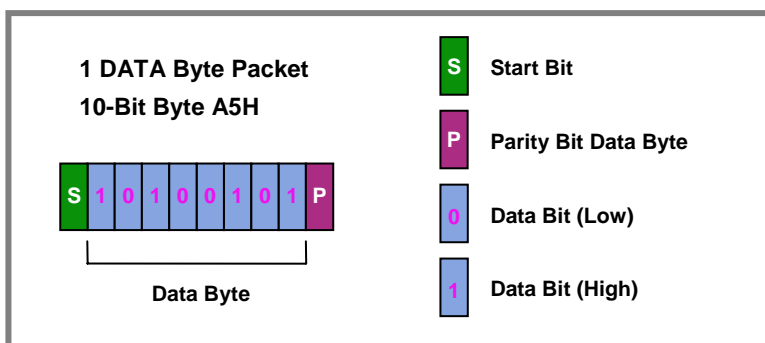 1 DATA Byte Packet
10-Bit Byte A5H
S 1 0 1 0 0 1 0 1 P
Data Byte
S Start Bit
P Parity Bit Data Byte
0 Data Bit (Low)
1 Data Bit (High)